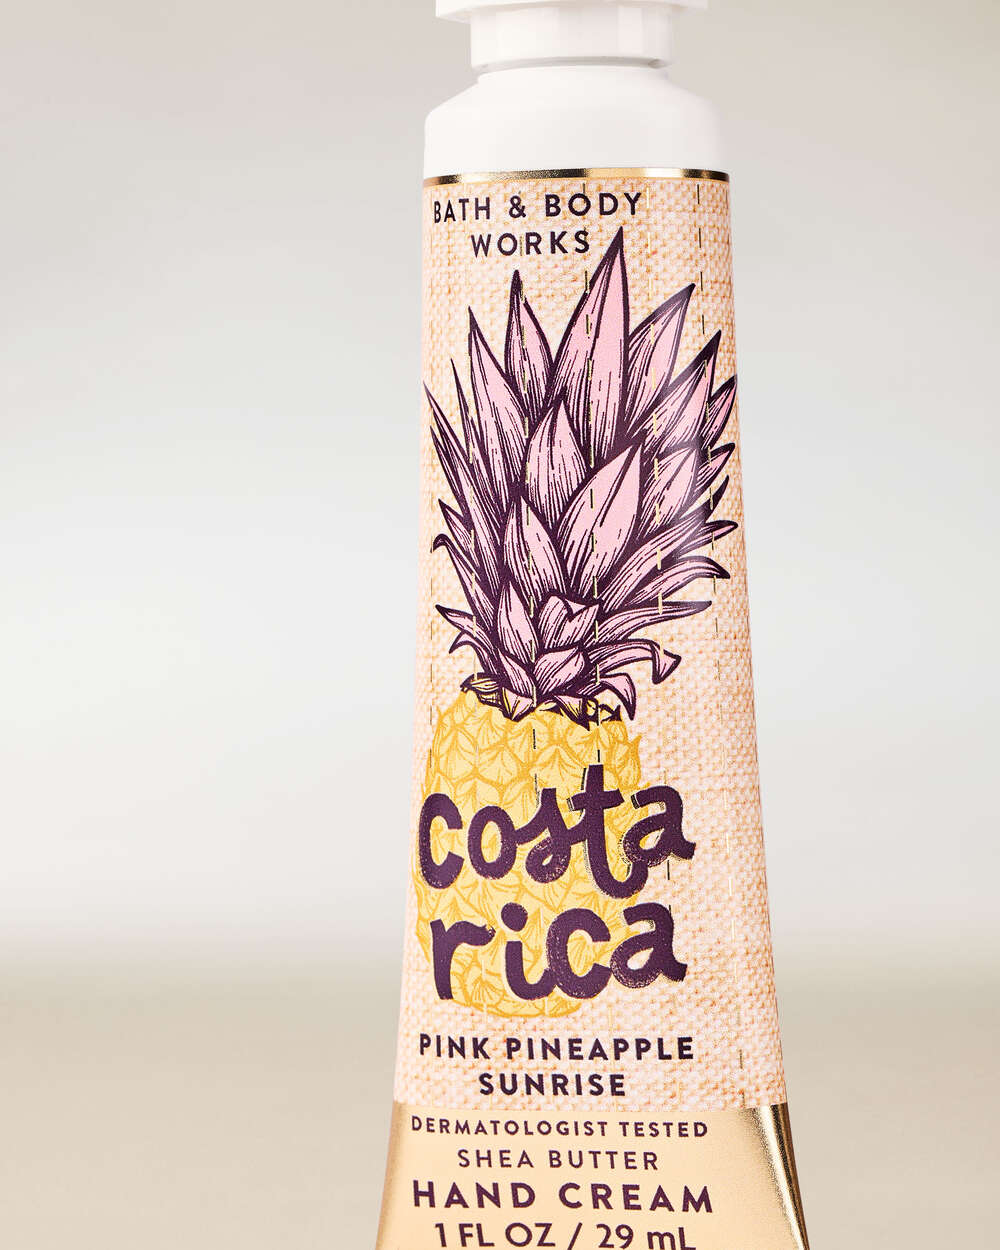 BATH & BODY
WORKS
costa
rica
PINK PINEAPPLE
SUNRISE
DERMATOLOGIST TESTED
SHEA BUTTER
HAND CREAM
1 FL OZ / 29 mL